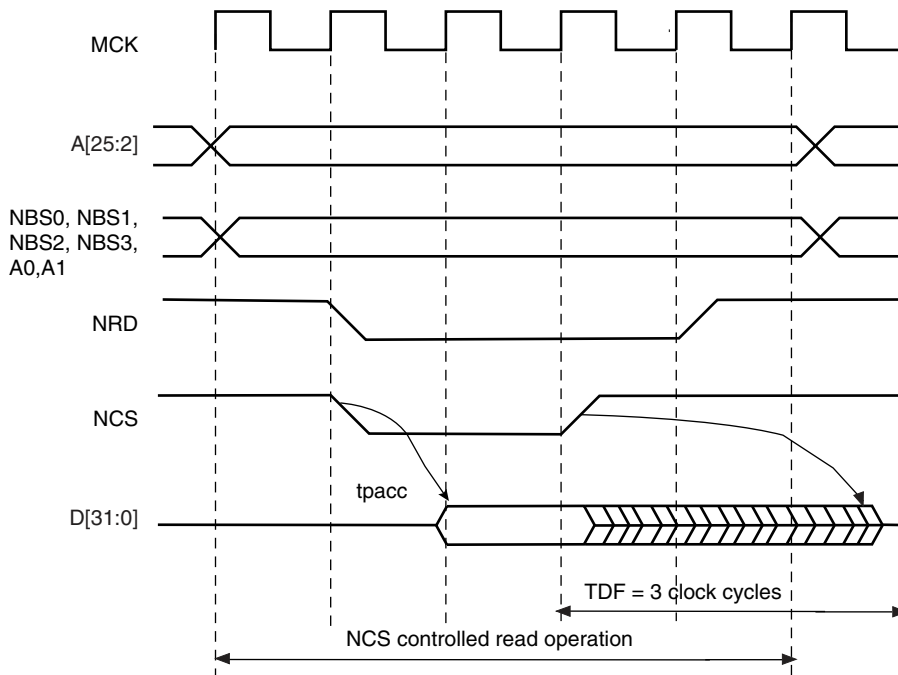 MCK
A[25:2]
NBS0, NBS1,
NBS2, NBS3,
A0,A1
NRD
NCS
tpacc
D[31:0]
TDF = 3 clock cycles
NCS controlled read operation